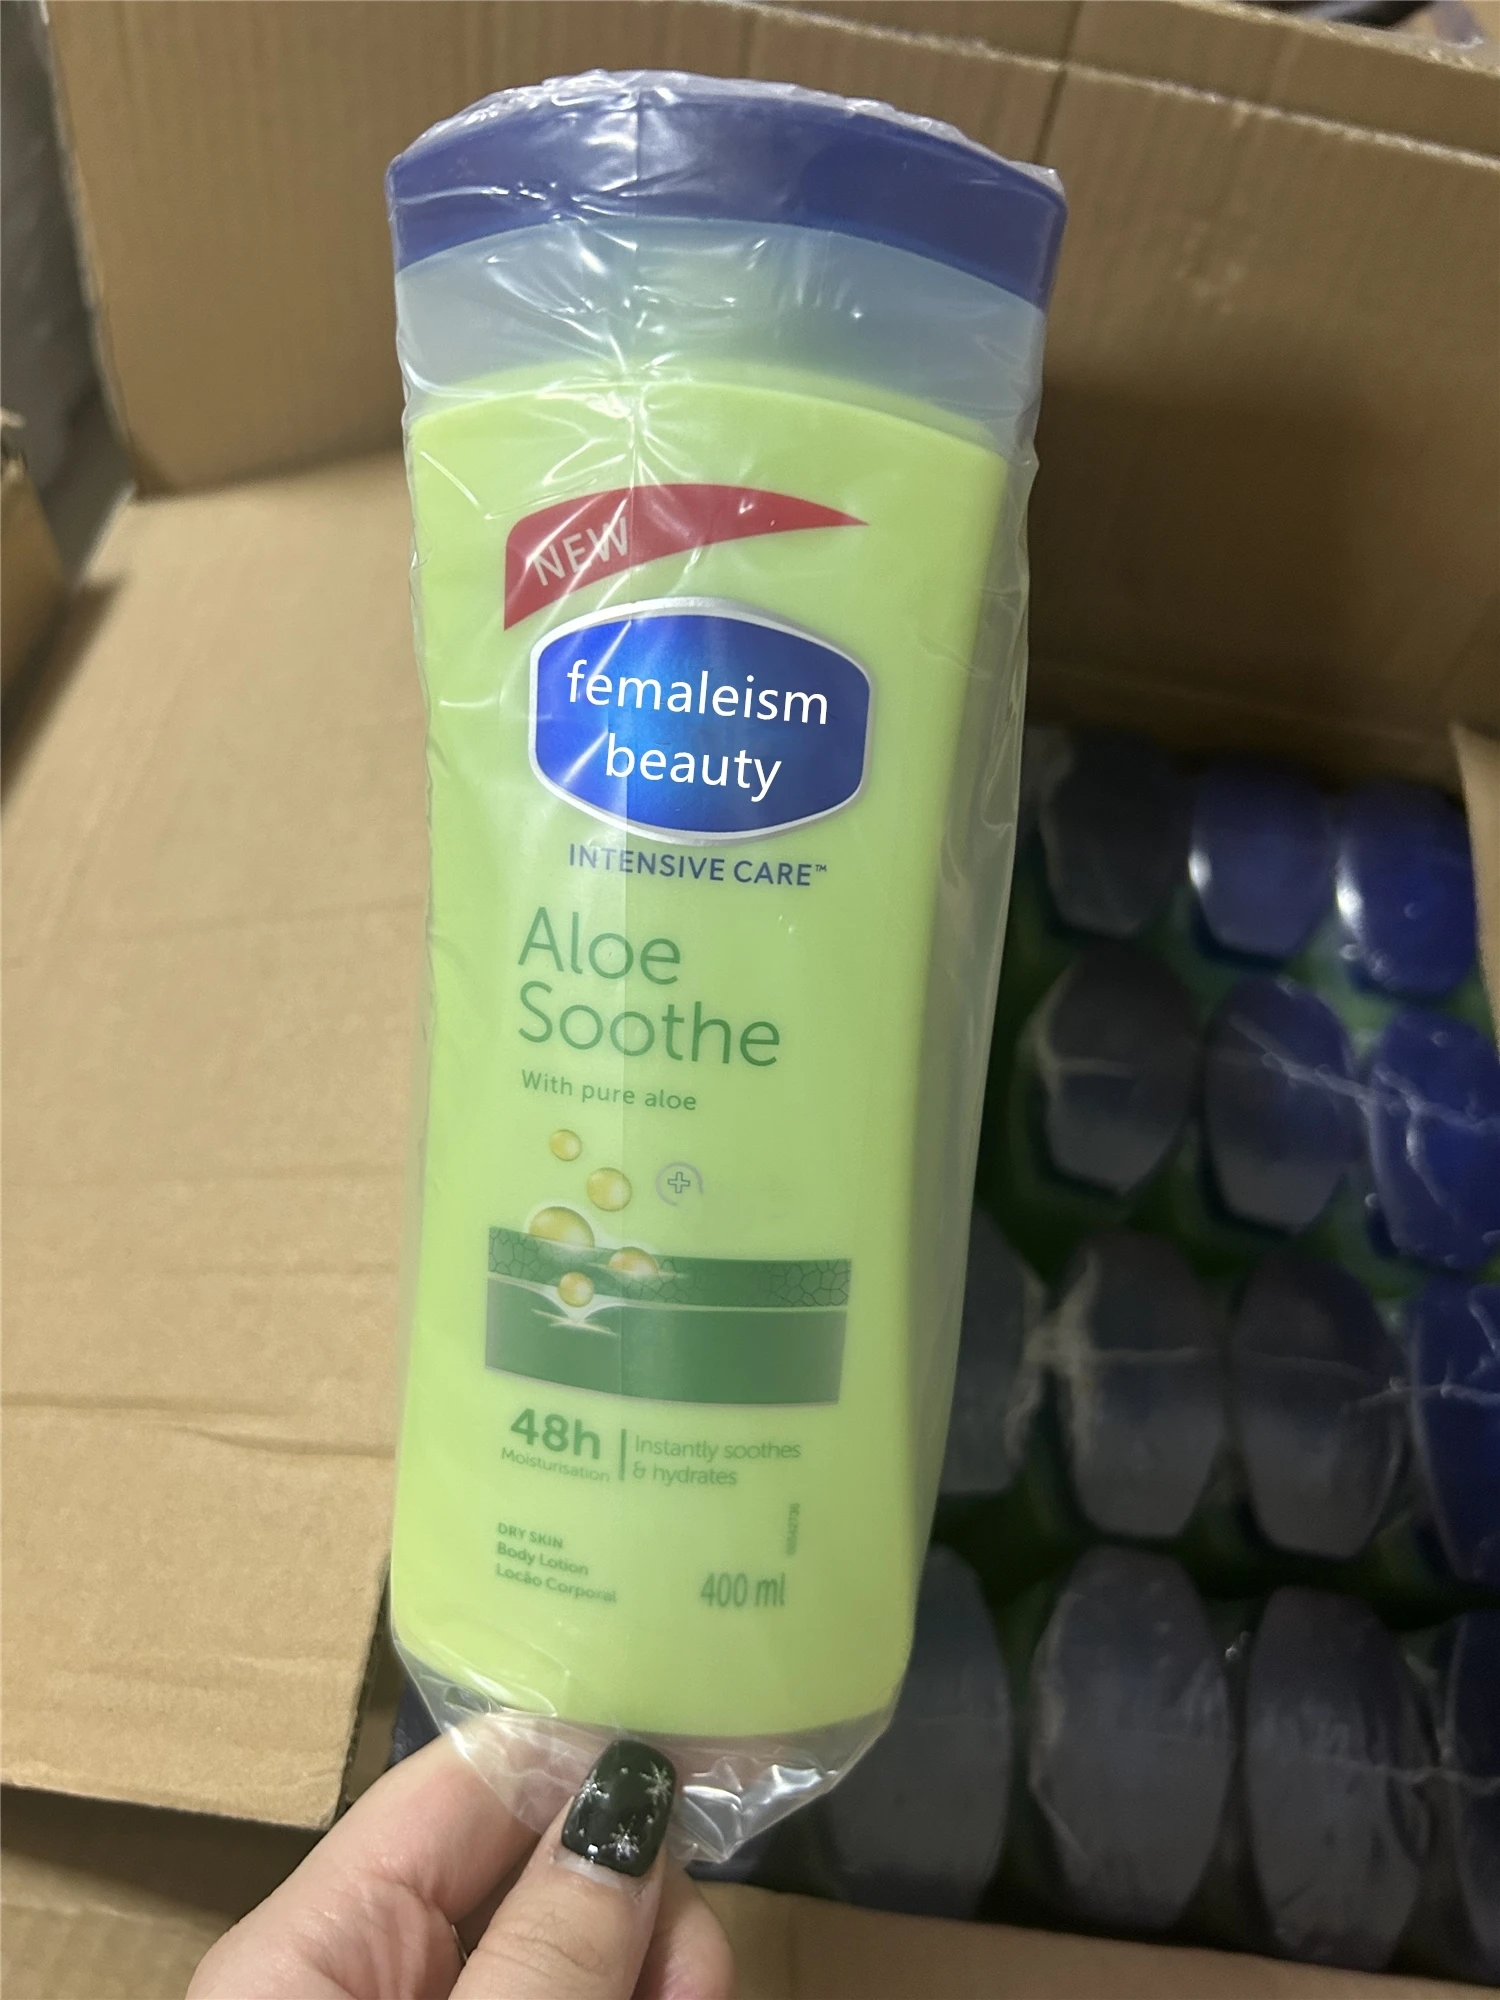 NEW
femaleism
beauty
INTENSIVE CARE™
Aloe
Soothe
With pure aloe
48h
Moisturisation
Instantly soothes
& hydrates
DRY SKIN
Body Lotion
Locão Corporal
400 ml